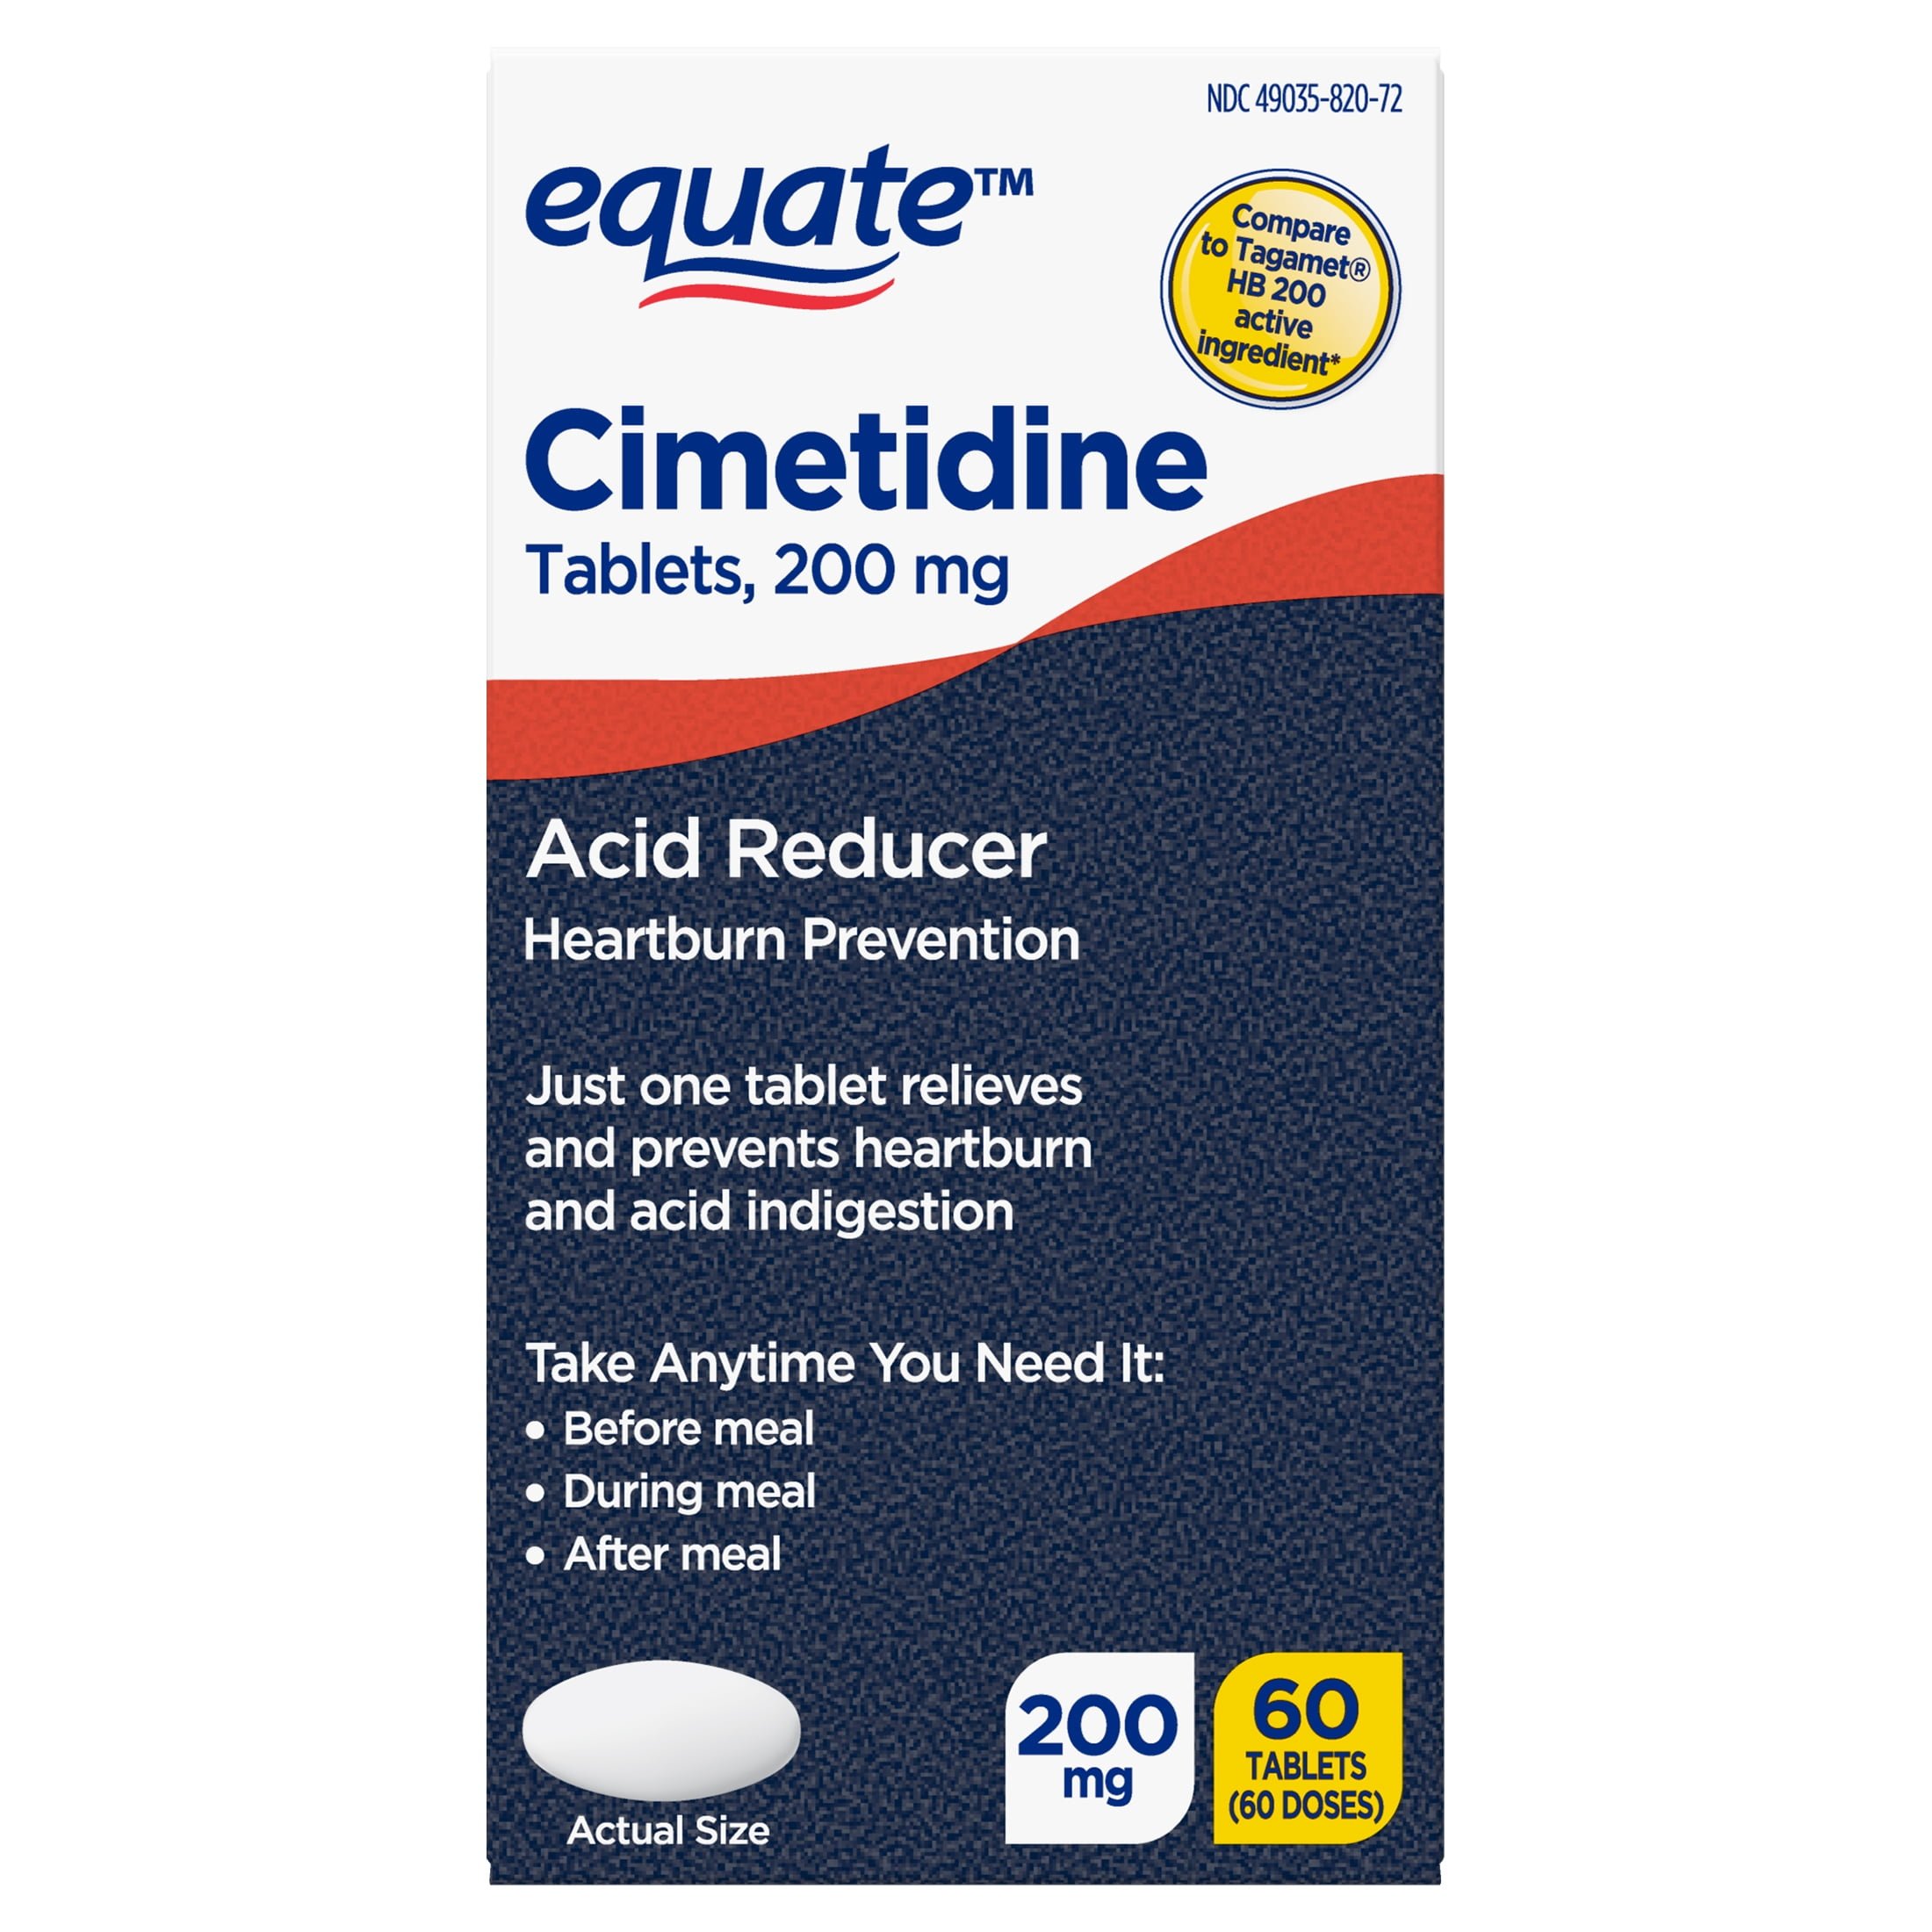 NDC 49035-820-72
equate™
Compare
to Tagamet®
HB 200
active
ingredient*
Cimetidine
Tablets, 200 mg
Acid Reducer
Heartburn Prevention
Just one tablet relieves
and prevents heartburn
and acid indigestion
Take Anytime You Need It:
• Before meal
• During meal
• After meal
Actual Size
200
mg
60
TABLETS
(60 DOSES)